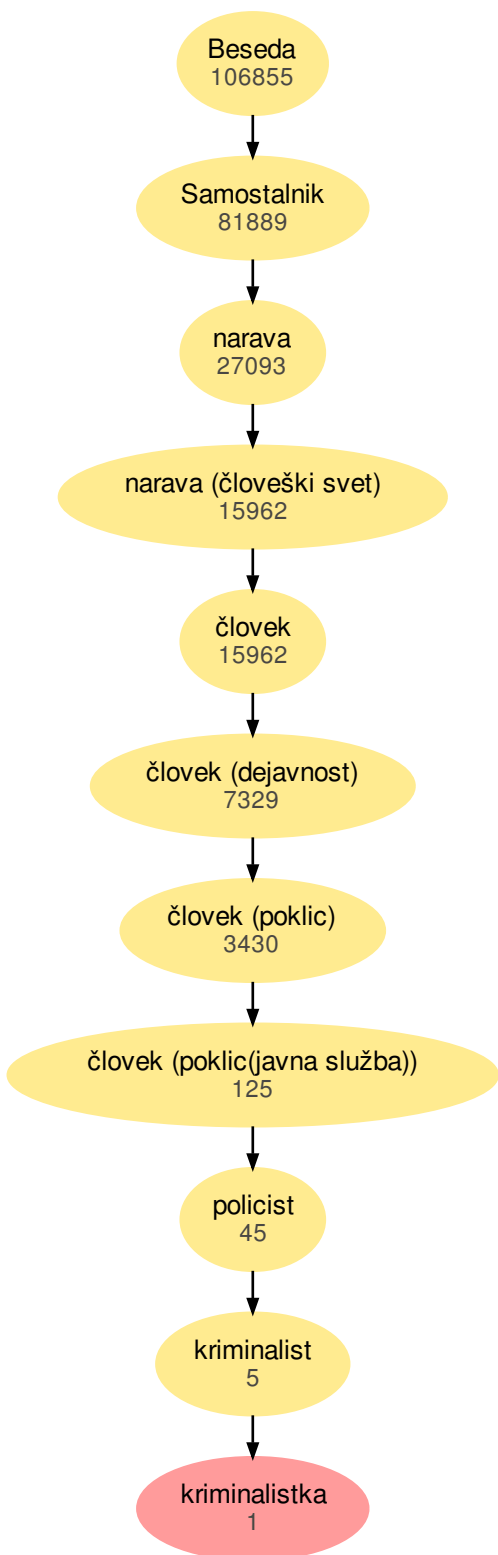 Beseda
106855
Samostalnik
81889
narava
27093
narava (človeški svet)
15962
človek
15962
človek (dejavnost)
7329
človek (poklic)
3430
človek (poklic(javna služba))
125
policist
45
kriminalist
5
kriminalistka
1